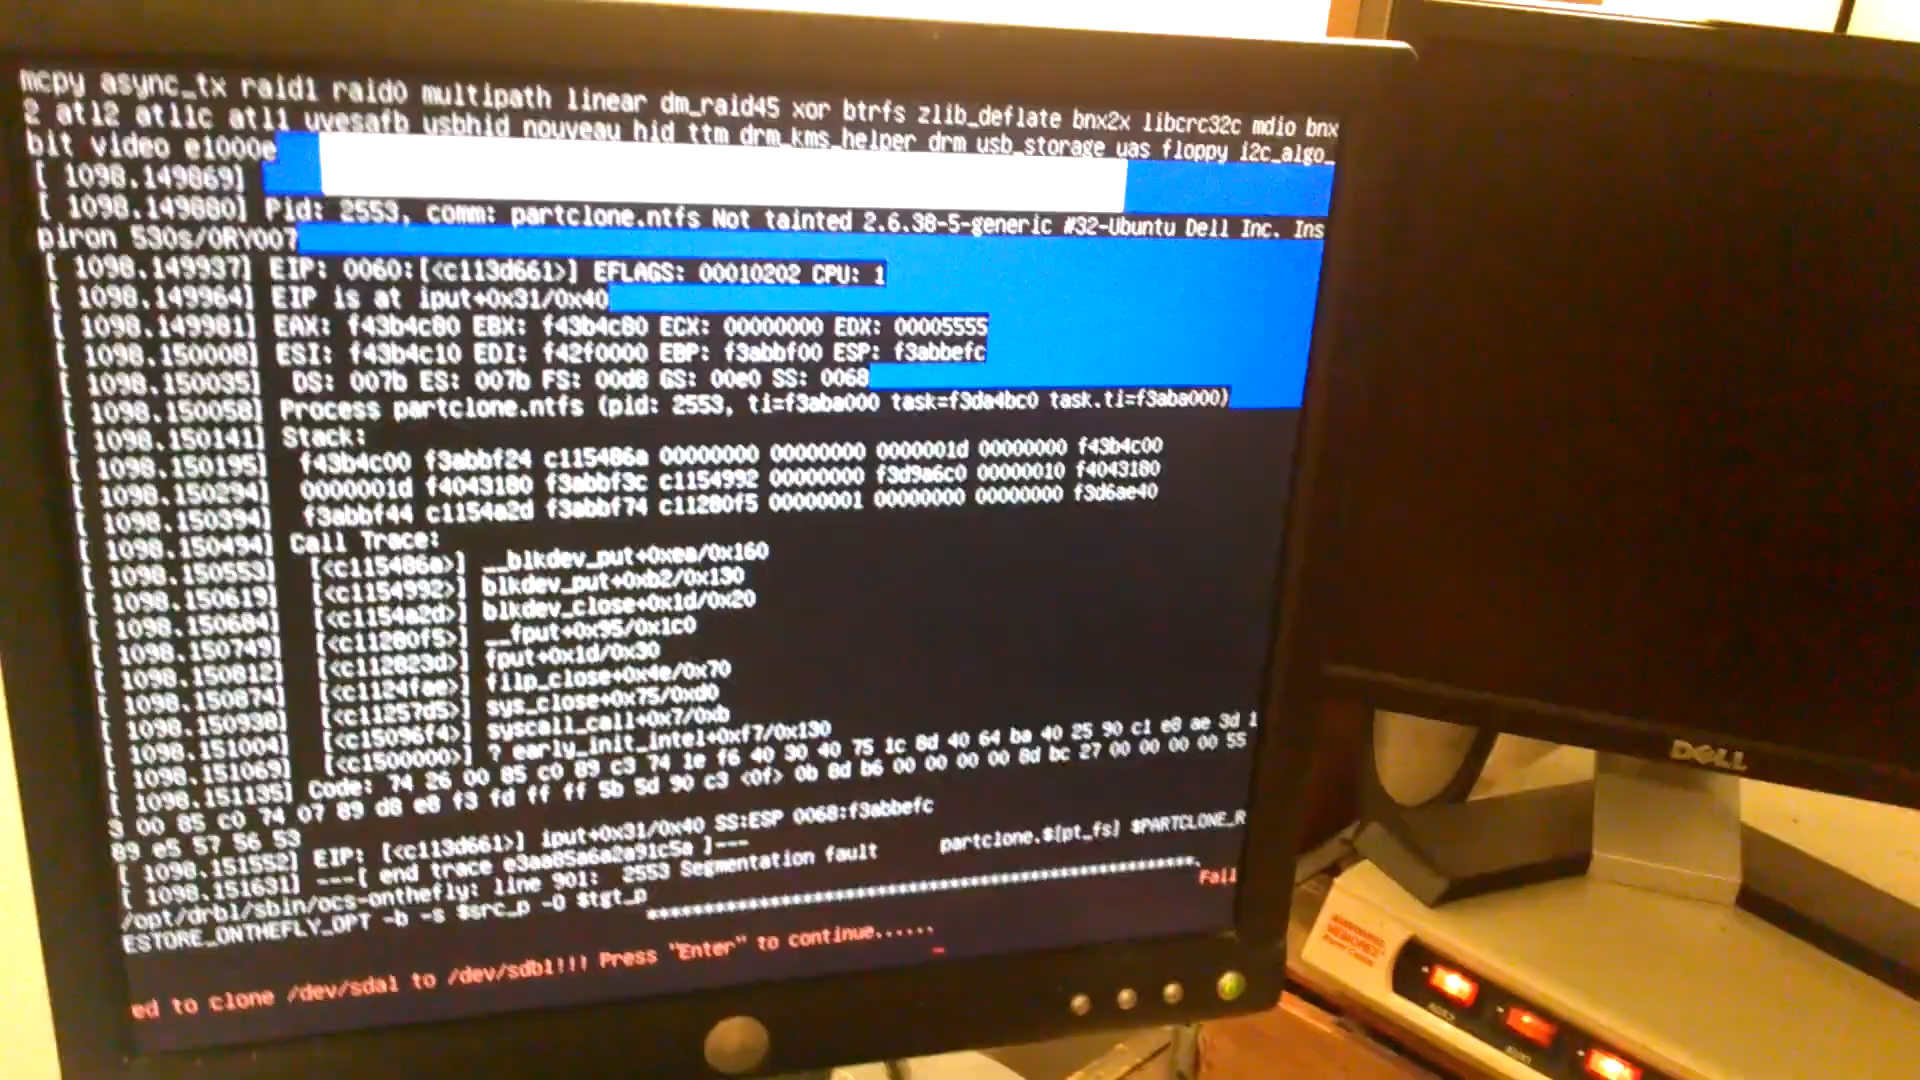 mcpy async_tx raid1 raid0 multipath linear dm_raid45 xor btrfs zlib_deflate bnx2x libcrc32c mdio bnx
2 atl2 atl1c atl1 uvesafb usbhid nouveau hid ttm drm_kms_helper drm usb_storage uas floppy i2c_algo_
bit video e1000e
[ 1098.149869]
[ 1098.149880] Pid: 2553, comm: partclone.ntfs Not tainted 2.6.38-5-generic #32-Ubuntu Dell Inc. Ins
piron 530s/0RY007
[ 1098.149937] EIP: 0060:[<c113d661>] EFLAGS: 00010202 CPU: 1
[ 1098.149964] EIP is at iput+0x31/0x40
[ 1098.149981] EAX: f43b4c80 EBX: f43b4c80 ECX: 00000000 EDX: 00005555
[ 1098.150008] ESI: f43b4c10 EDI: f42f0000 EBP: f3abbf00 ESP: f3abbefc
[ 1098.150035] DS: 007b ES: 007b FS: 00d8 GS: 00e0 SS: 0068
[ 1098.150058] Process partclone.ntfs (pid: 2553, ti=f3aba000 task=f3da4bc0 task.ti=f3aba000)
[ 1098.150141] Stack:
[ 1098.150195] f43b4c00 f3abbf24 c115486a 00000000 00000000 0000001d 00000000 f43b4c00
[ 1098.150294] 0000001d f4043180 f3abbf3c c1154992 00000000 f3d9a6c0 00000010 f4043180
[ 1098.150394] f3abbf44 c1154a2d f3abbf74 c11280f5 00000001 00000000 00000000 f3d6ae40
[ 1098.150494] Call Trace:
[ 1098.150553] [<c115486a>] __blkdev_put+0xea/0x160
[ 1098.150619] [<c1154992>] blkdev_put+0xb2/0x130
[ 1098.150684] [<c1154a2d>] blkdev_close+0x1d/0x20
[ 1098.150749] [<c11280f5>] __fput+0x95/0x1c0
[ 1098.150812] [<c112823d>] fput+0x1d/0x30
[ 1098.150874] [<c1124fae>] filp_close+0x4e/0x70
[ 1098.150938] [<c11257d5>] sys_close+0x75/0xd0
[ 1098.151004] [<c15096f4>] syscall_call+0x7/0xb
[ 1098.151069] [<c1500000>] ? early_init_intel+0xf7/0x130
[ 1098.151135] Code: 74 26 00 85 c0 89 c3 74 1e f6 40 30 40 75 1c 8d 40 64 ba 40 25 90 c1 e8 ae 3d 1
3 00 85 c0 74 07 89 d8 e8 f3 fd ff ff 5b 5d 90 c3 <0f> 0b 8d b6 00 00 00 00 8d bc 27 00 00 00 00 55
89 e5 57 56 53
[ 1098.151552] EIP: [<c113d661>] iput+0x31/0x40 SS:ESP 0068:f3abbefc
[ 1098.151631] ---[ end trace e3aa85a6a2a91c5a ]---
/opt/drbl/sbin/ocs-onthefly: line 901: 2553 Segmentation fault partclone.${pt_fs} $PARTCLONE_R
ESTORE_ONTHEFLY_OPT -b -s $src_p -O $tgt_p
Fail
ed to clone /dev/sda1 to /dev/sdb1!!! Press "Enter" to continue......
DELL